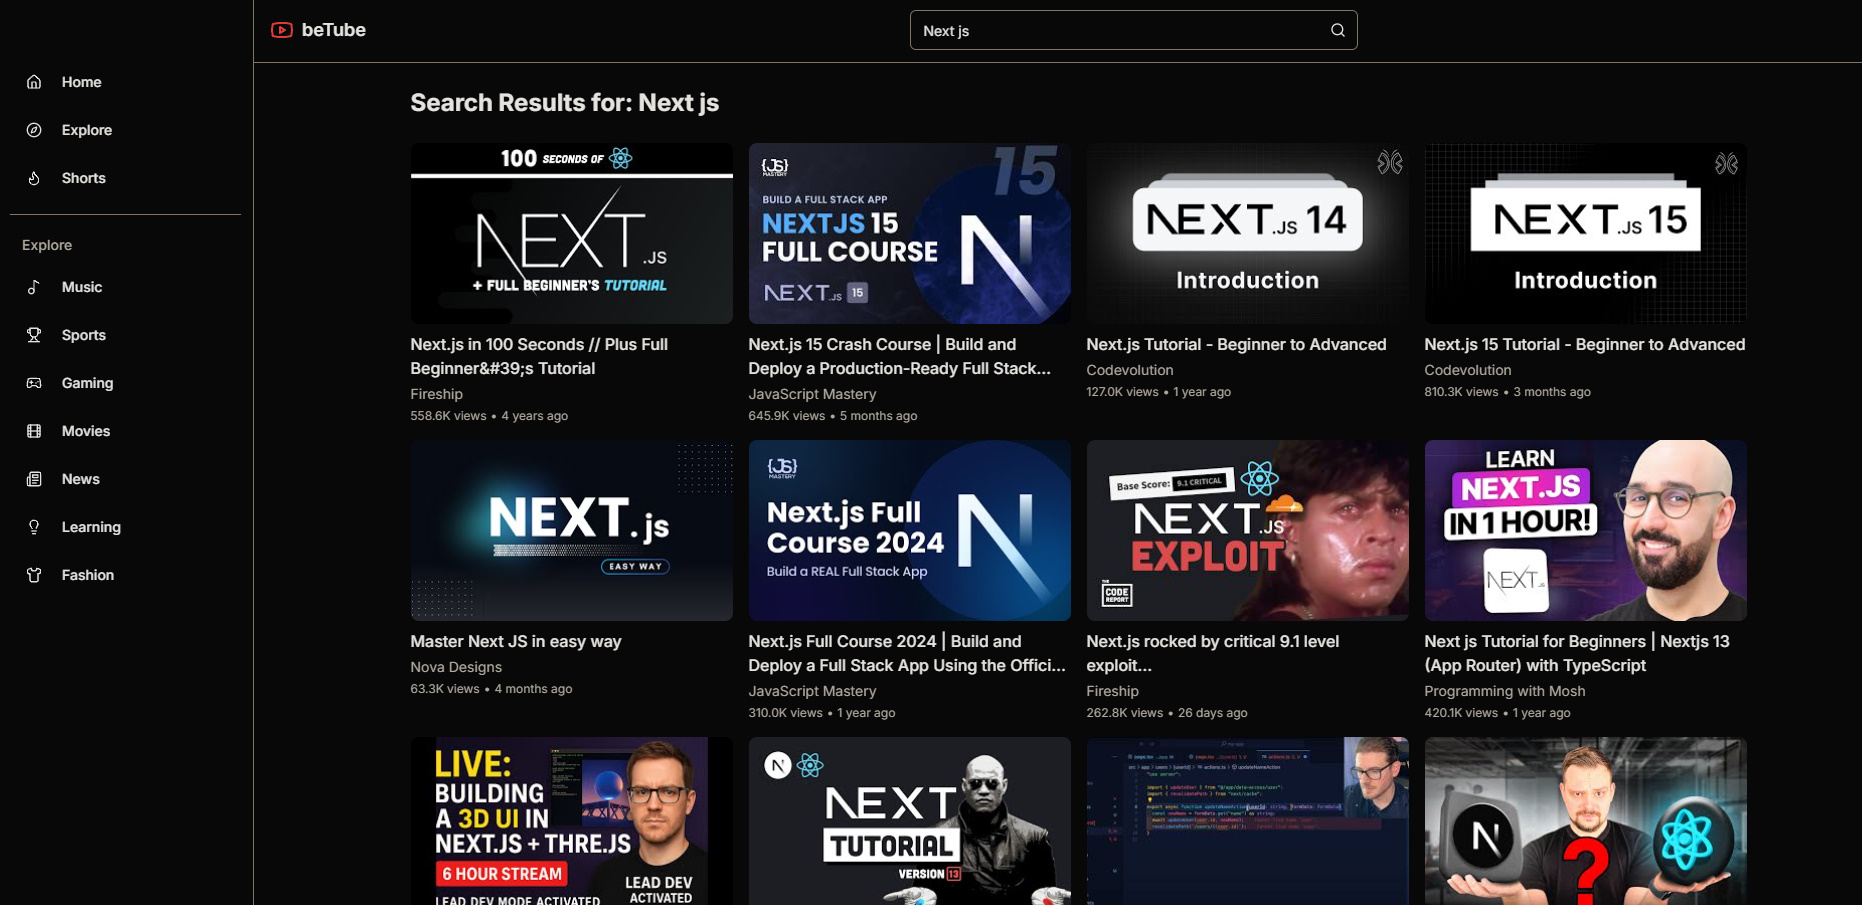 beTube
Next js
Home
Explore
Shorts
Explore
Music
Sports
Gaming
Movies
News
Learning
Fashion
Search Results for: Next js
100 SECONDS OF
NEXT.JS
+ FULL BEGINNER'S TUTORIAL
Next.js in 100 Seconds // Plus Full
Beginner&#39;s Tutorial
Fireship
558.6K views • 4 years ago
{JS}
MASTERY
15
BUILD A FULL STACK APP
NEXTJS 15
FULL COURSE
N
NEXT.JS 15
Next.js 15 Crash Course | Build and
Deploy a Production-Ready Full Stack...
JavaScript Mastery
645.9K views • 5 months ago
NEXT.JS 14
Introduction
Next.js Tutorial - Beginner to Advanced
Codevolution
127.0K views • 1 year ago
NEXT.JS 15
Introduction
Next.js 15 Tutorial - Beginner to Advanced
Codevolution
810.3K views • 3 months ago
NEXT.js
EASY WAY
Master Next JS in easy way
Nova Designs
63.3K views • 4 months ago
{JS}
MASTERY
Next.js Full
Course 2024
Build a REAL Full Stack App
N
Next.js Full Course 2024 | Build and
Deploy a Full Stack App Using the Offici...
JavaScript Mastery
310.0K views • 1 year ago
Base Score: 9.1 CRITICAL
NEXT.JS
EXPLOIT
THE
CODE
REPORT
Next.js rocked by critical 9.1 level
exploit...
Fireship
262.8K views • 26 days ago
LEARN
NEXT.JS
IN 1 HOUR!
NEXT.JS
Next js Tutorial for Beginners | Nextjs 13
(App Router) with TypeScript
Programming with Mosh
420.1K views • 1 year ago
LIVE:
BUILDING
A 3D UI IN
NEXT.JS + THRE.JS
6 HOUR STREAM
LEAD DEV MODE ACTIVATED
LEAD DEV
ACTIVATED
N
NEXT
TUTORIAL
VERSION 13
"use server";
N
?